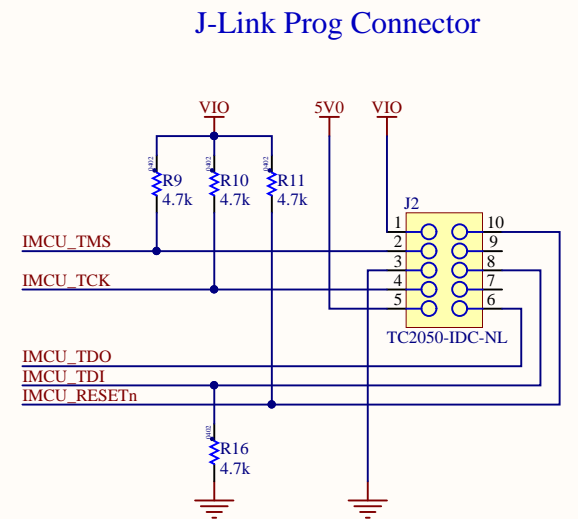 J-Link Prog Connector
VIO 5V0 VIO
0402 0402 0402
R9 R10 R11
4.7k 4.7k 4.7k
J2
1 10
IMCU_TMS 2 9
3 8
IMCU_TCK 4 7
5 6
TC2050-IDC-NL
IMCU_TDO
IMCU_TDI
IMCU_RESETn
0402
R16
4.7k